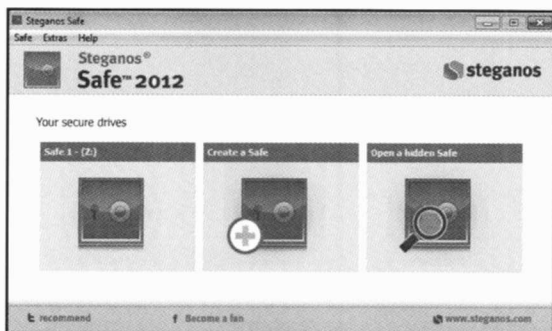 Steganos Safe
Safe Extras Help
Steganos®
Safe™ 2012
steganos
Your secure drives
Safe 1 - (Z:)
Create a Safe
Open a hidden Safe
recommend
Become a fan
www.steganos.com